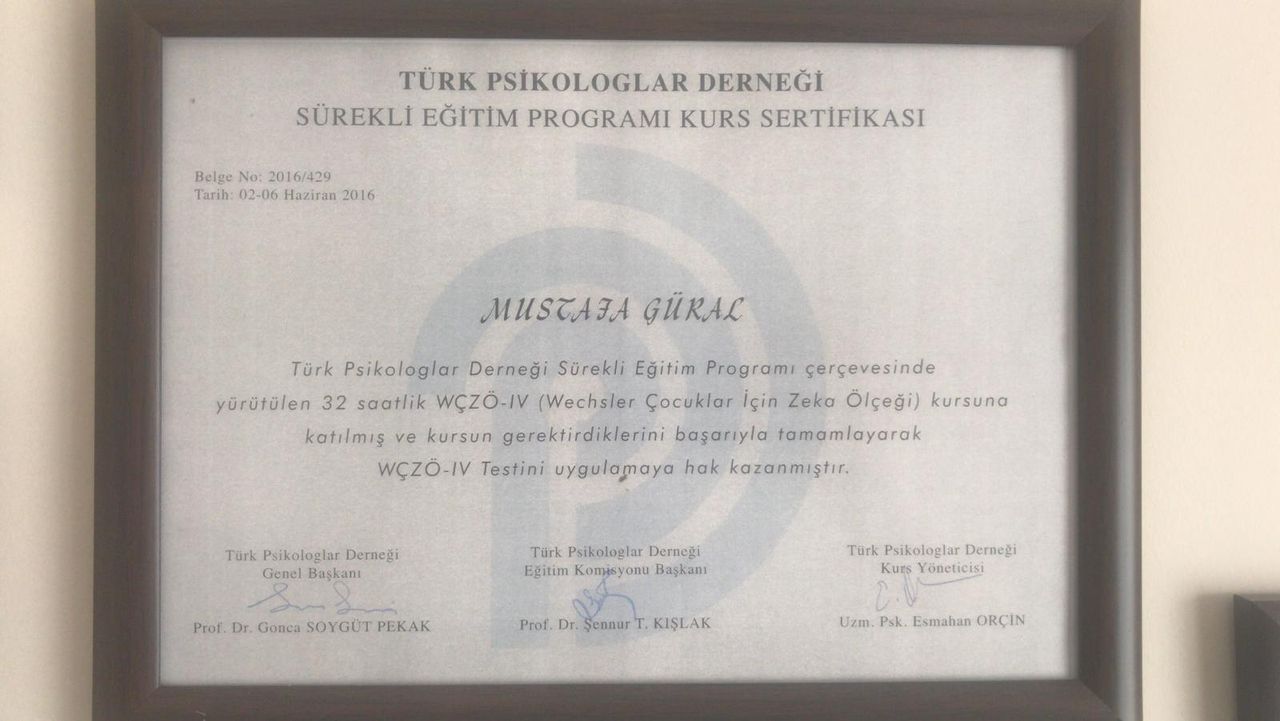 TÜRK PSİKOLOGLAR DERNEĞİ
SÜREKLİ EĞİTİM PROGRAMI KURS SERTİFİKASI
Belge No: 2016/429
Tarih: 02-06 Haziran 2016
MUSTAFA GÜRAL
Türk Psikologlar Derneği Sürekli Eğitim Programı çerçevesinde
yürütülen 32 saatlik WÇZÖ-IV (Wechsler Çocuklar İçin Zeka Ölçeği) kursuna
katılmış ve kursun gerektirdiklerini başarıyla tamamlayarak
WÇZÖ-IV Testini uygulamaya hak kazanmıştır.
Türk Psikologlar Derneği
Genel Başkanı
Prof. Dr. Gonca SOYGÜT PEKAK
Türk Psikologlar Derneği
Eğitim Komisyonu Başkanı
Prof. Dr. Şennur T. KIŞLAK
Türk Psikologlar Derneği
Kurs Yöneticisi
Uzm. Psk. Esmahan ORÇİN